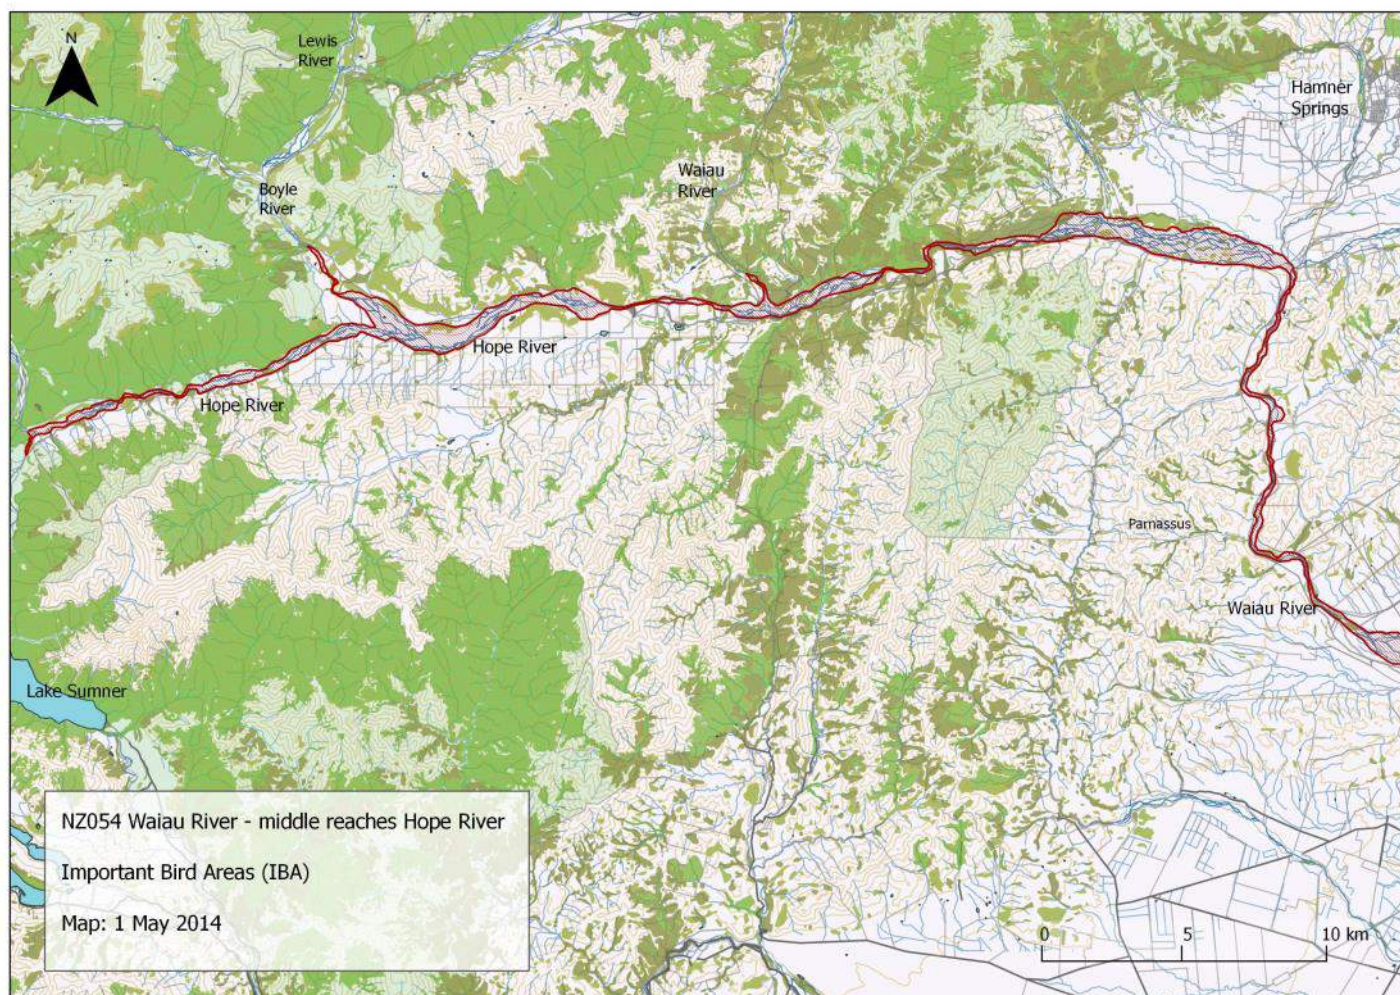 N
Lewis
River
Hamner
Springs
Waiau
River
Boyle
River
Hope River
Hope River
Parnassus
Waiau River
Lake Sumner
NZ054 Waiau River - middle reaches Hope River
Important Bird Areas (IBA)
Map: 1 May 2014
0 5 10 km